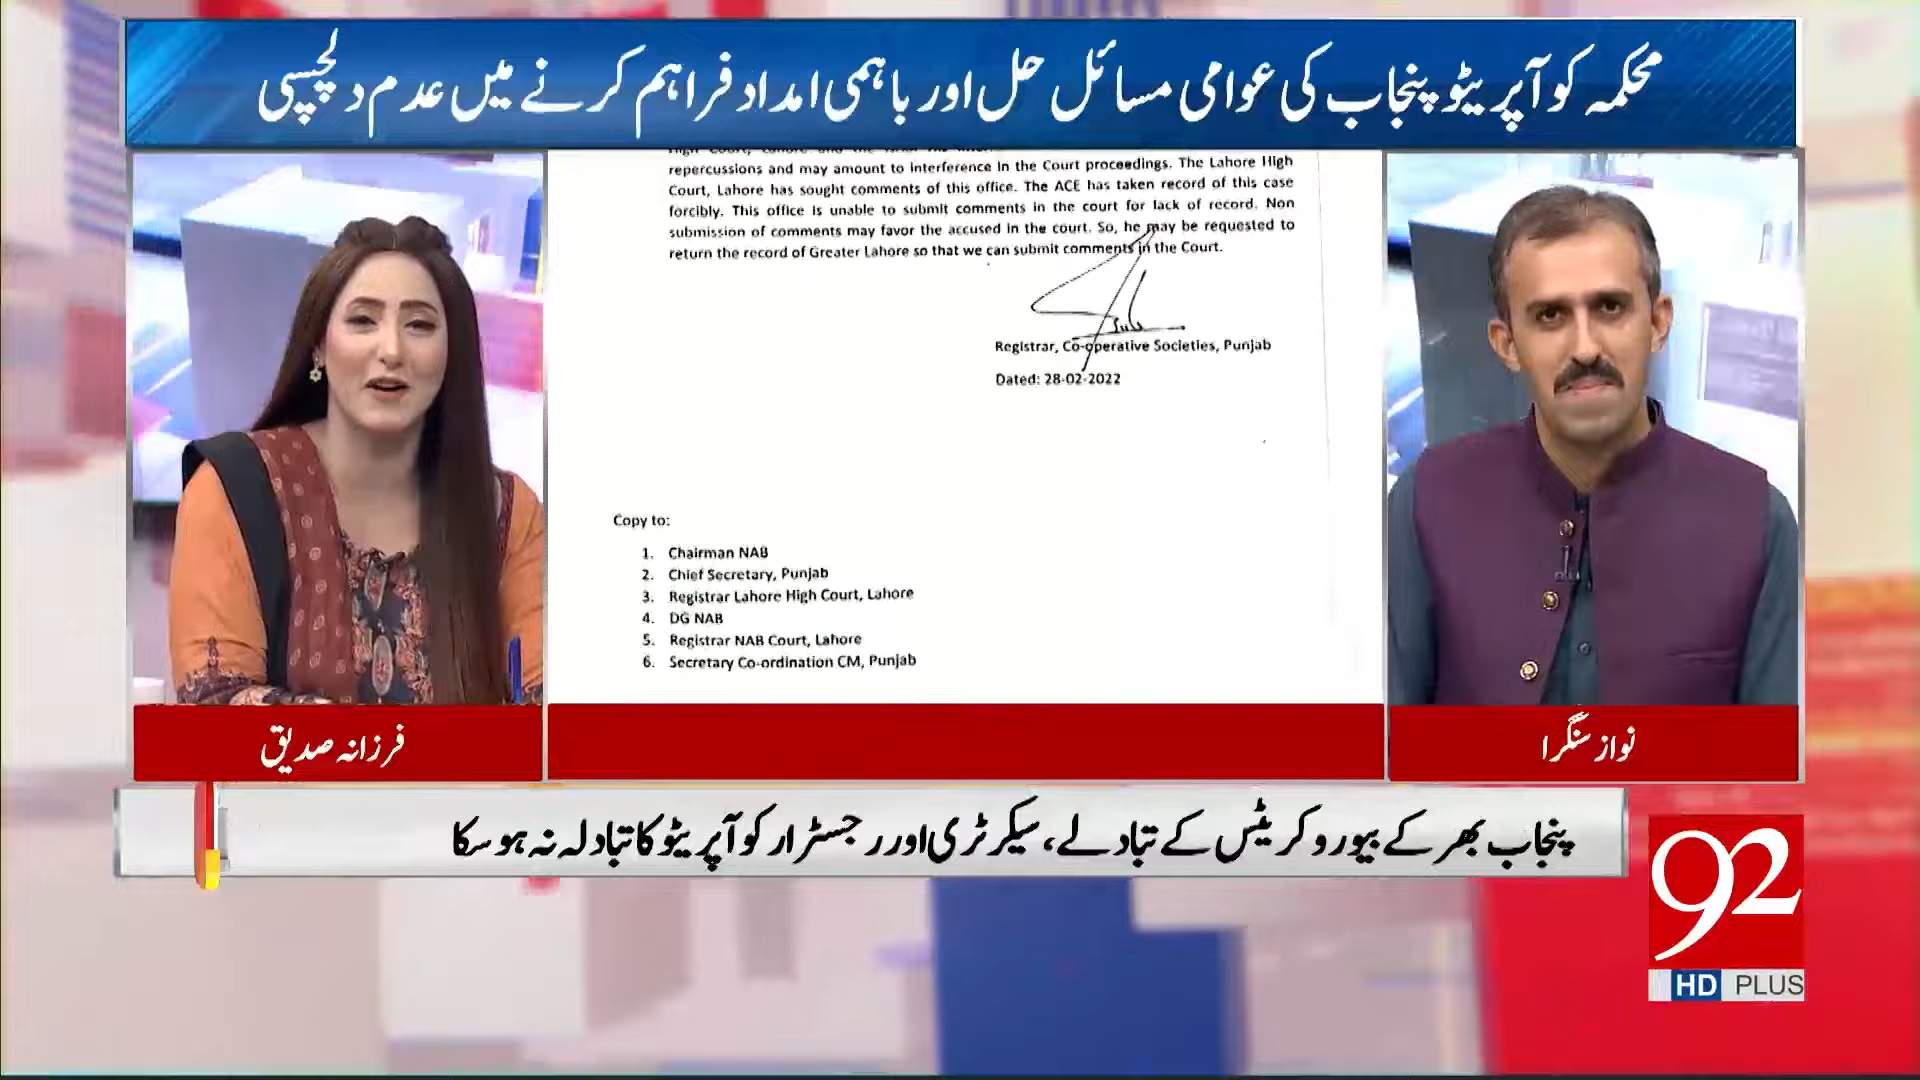 محکمہ کوآپریٹو پنجاب کی عوامی مسائل حل اور باہمی امداد فراہم کرنے میں عدم دلچسپی
repercussions and may amount to interference in the Court proceedings. The Lahore High
Court, Lahore has sought comments of this office. The ACE has taken record of this case
forcibly. This office is unable to submit comments in the court for lack of record. Non
submission of comments may favor the accused in the court. So, he may be requested to
return the record of Greater Lahore so that we can submit comments in the Court.
Registrar, Co-operative Societies, Punjab
Dated: 28-02-2022
Copy to:
1. Chairman NAB
2. Chief Secretary, Punjab
3. Registrar Lahore High Court, Lahore
4. DG NAB
5. Registrar NAB Court, Lahore
6. Secretary Co-ordination CM, Punjab
فرزانہ صدیق
نواز سنگرا
پنجاب بھر کے بیوروکریٹس کے تبادلے، سیکرٹری اور رجسٹرار کوآپریٹو کا تبادلہ نہ ہوسکا
92
HD PLUS